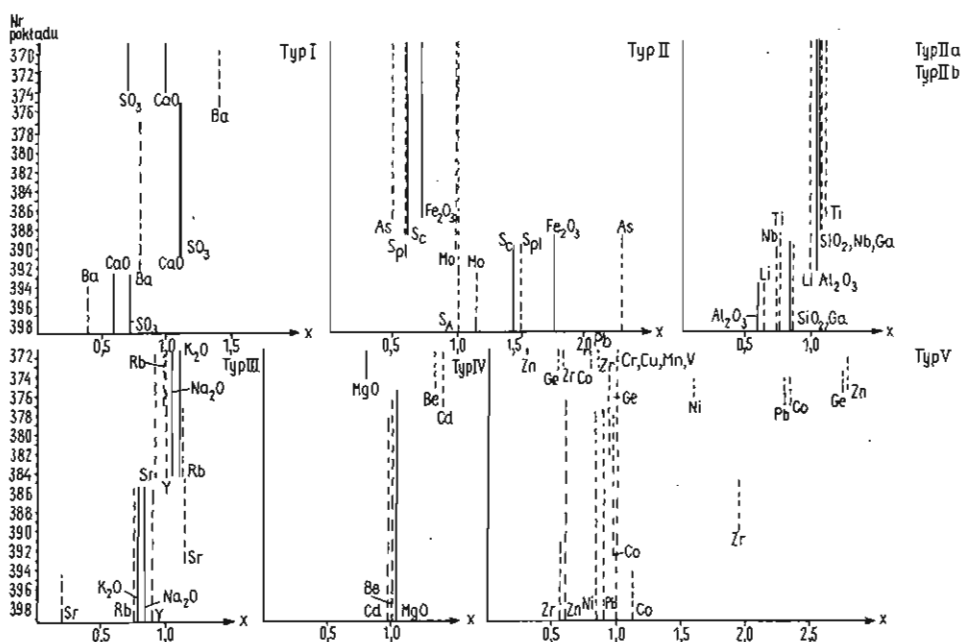 Nr
pokładu
370
372
374
376
378
380
382
384
386
388
390
392
394
396
398
Typ I
SO₃ CaO
Ba
SO₃
CaO
Ba CaO Ba
SO₃
0,5 1,0 1,5 x
Typ II
As Fe₂O₃
Spl Sc
Mo Mo
SA
Sc Spl Fe₂O₃ As
0,5 1,0 1,5 2,0 x
Typ IIa
Typ IIb
Ti Ti
Nb SiO₂, Nb, Ga
Li Li Al₂O₃
Al₂O₃ SiO₂, Ga
0,5 1,0 x
372
374
376
378
380
382
384
386
388
390
392
394
396
398
Typ III
Rb K₂O
Na₂O
Sr Y Rb
Sr
K₂O Na₂O
Sr Rb Y
0,5 1,0 x
Typ IV
MgO Be
Cd
Be
Cd MgO
0,5 1,0 x
Typ V
Pb
Zn Zr Cr, Cu, Mn, V
Ge Zr Co
Ge
Ni Pb Co Ge Zn
Zr
Co
Zr Zn Ni Pb Co
0,5 1,0 1,5 2,0 2,5 x